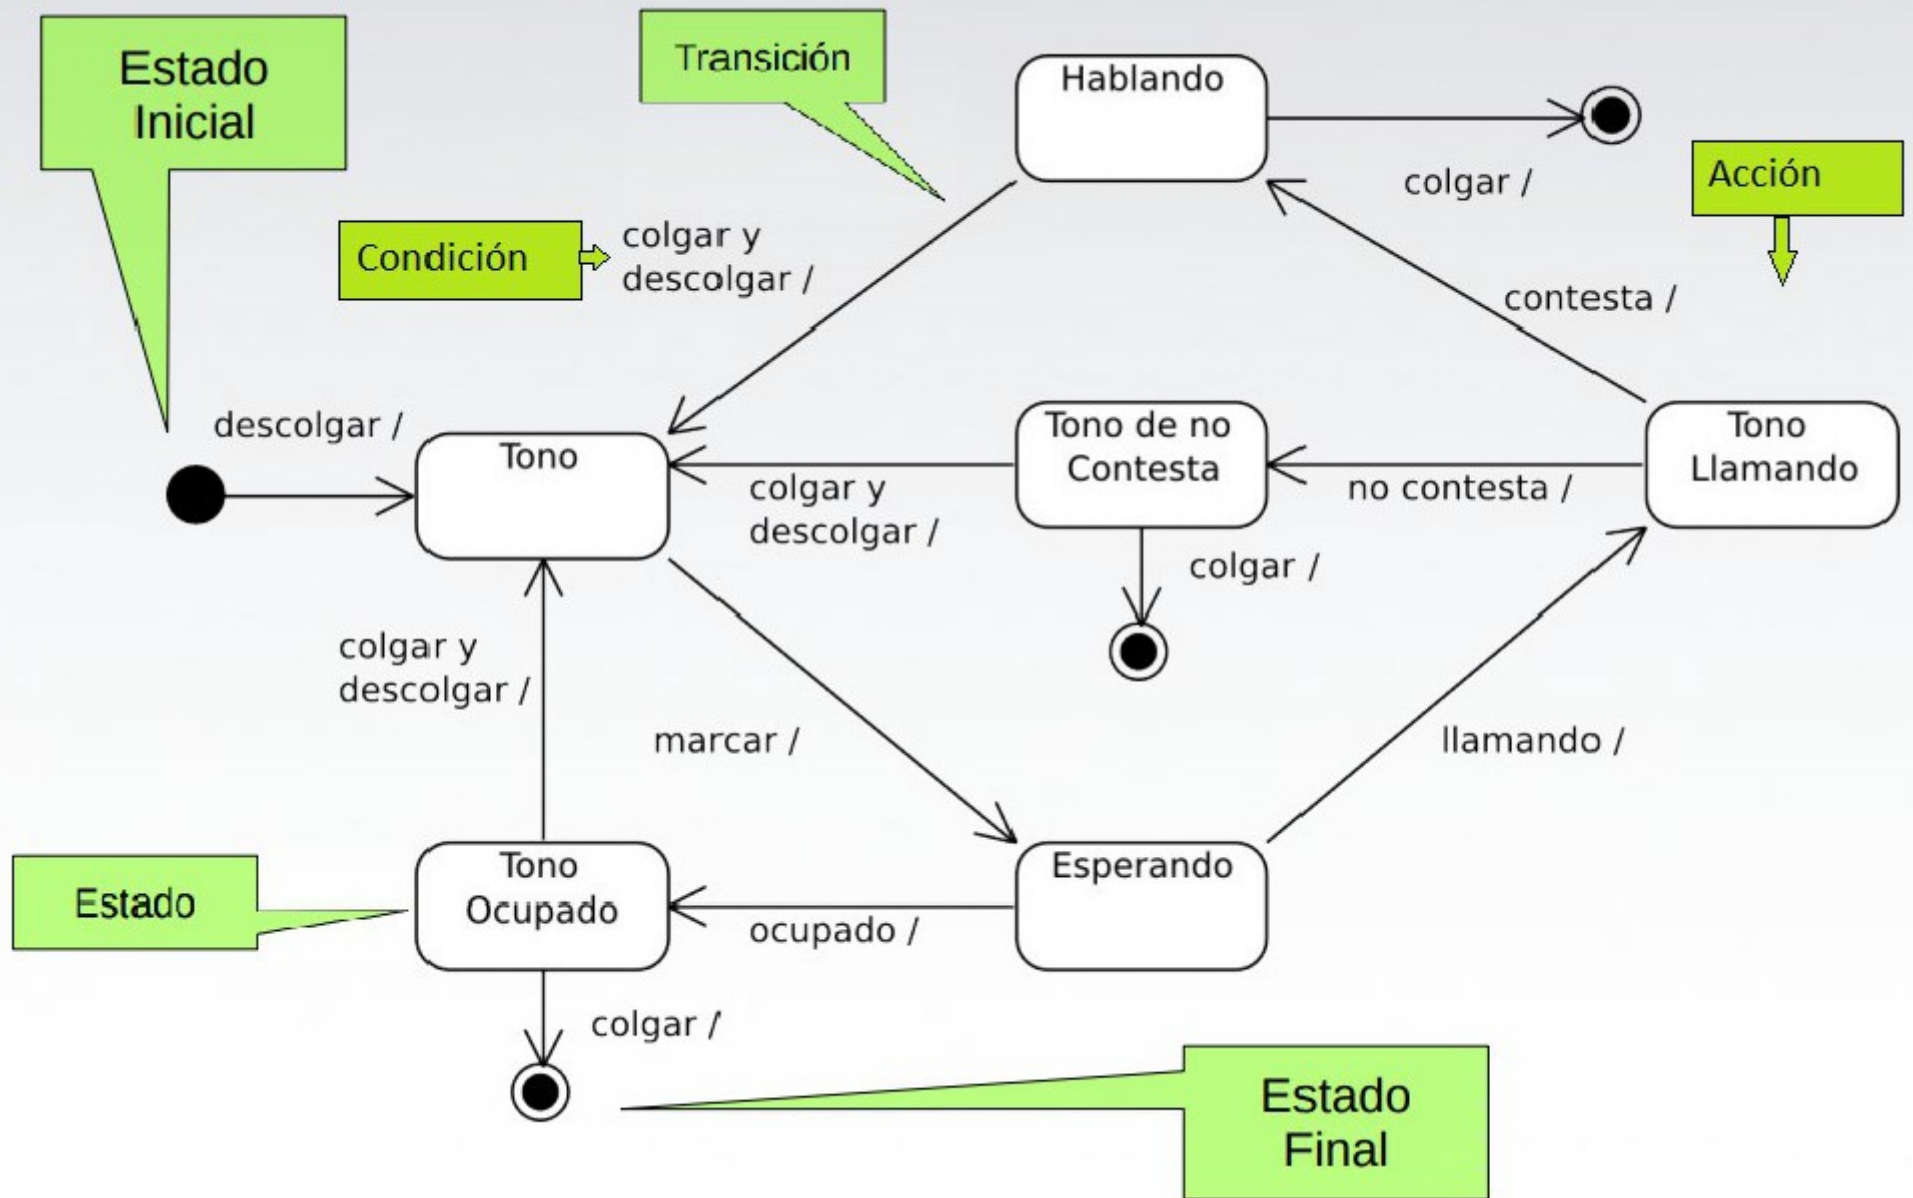 Estado
Inicial
Transición
Hablando
colgar /
Acción
Condición
colgar y
descolgar /
contesta /
descolgar /
Tono
Tono de no
Contesta
Tono
Llamando
colgar y
descolgar /
no contesta /
colgar /
colgar y
descolgar /
marcar /
llamando /
Estado
Tono
Ocupado
Esperando
ocupado /
colgar /
Estado
Final